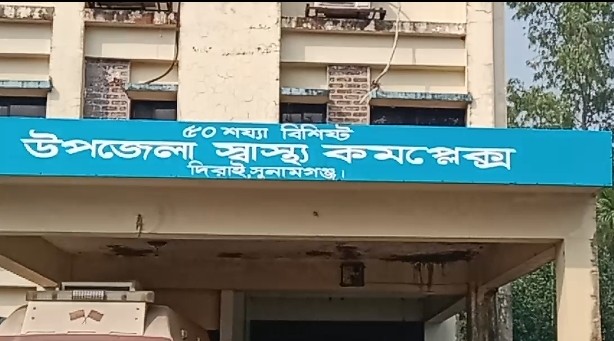 ৫০ শয্যা বিশিষ্ট
উপজেলা স্বাস্থ্য কমপ্লেক্স
দিরাই,সুনামগঞ্জ।